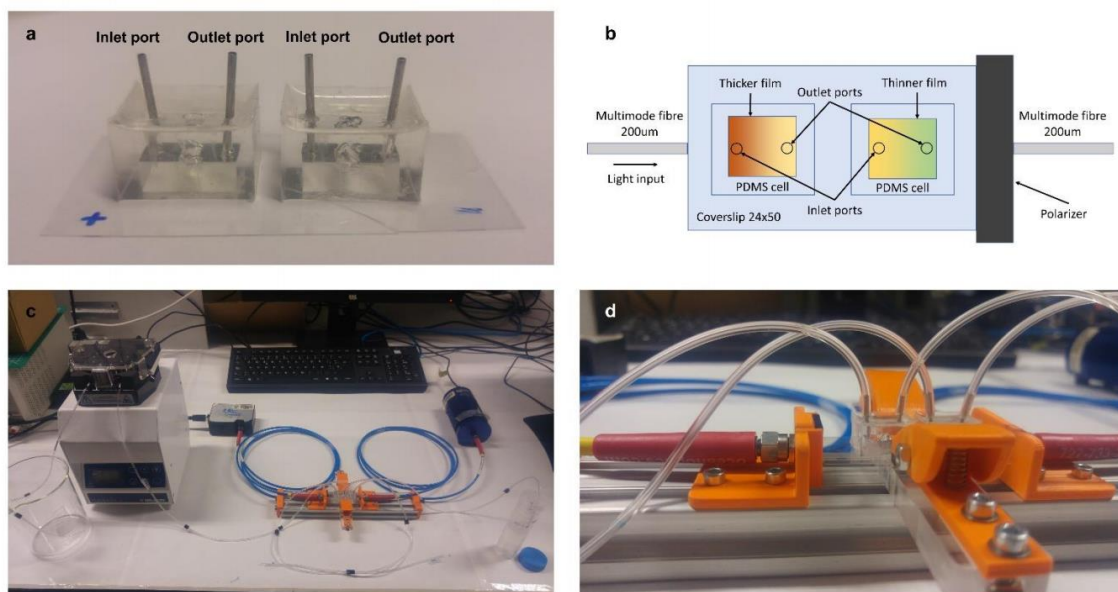 a
Inlet port
Outlet port
Inlet port
Outlet port
b
Thicker film
Thinner film
Outlet ports
Multimode fibre
200um
Multimode fibre
200um
Light input
PDMS cell
PDMS cell
Inlet ports
Coverslip 24x50
Polarizer
c
d